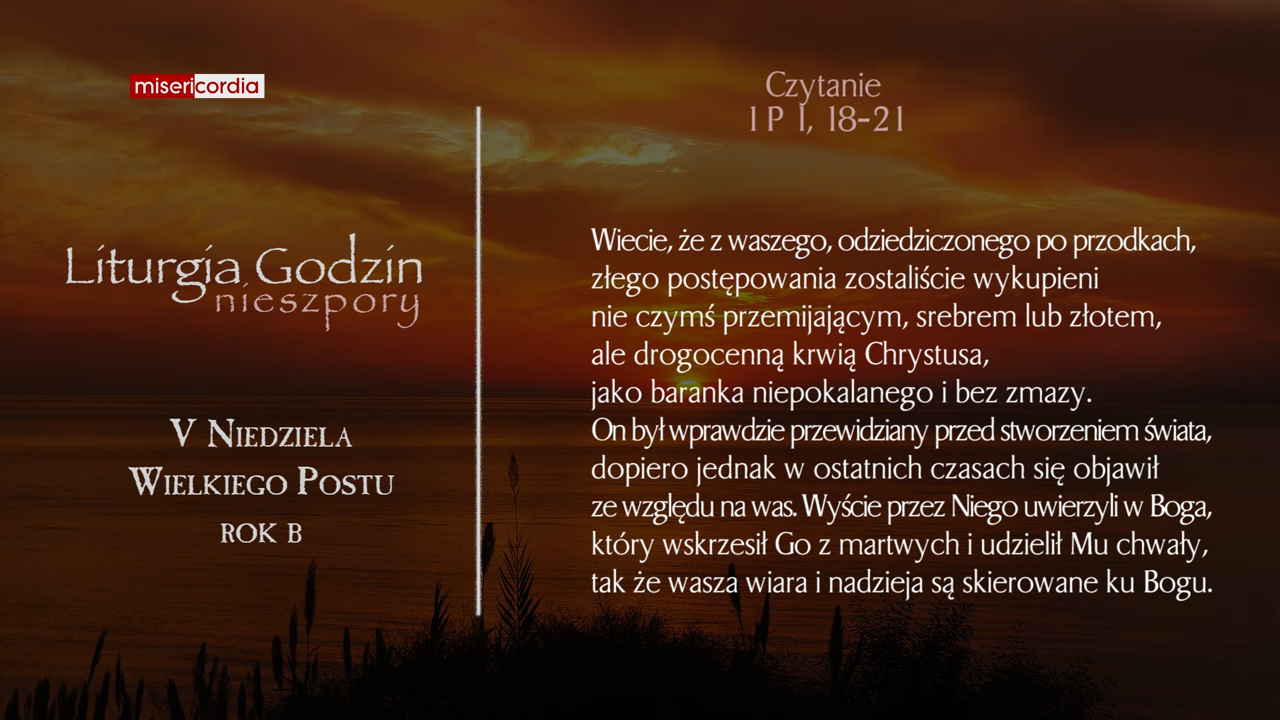 misericordia
Liturgia Godzin
nieszpory
V Niedziela
Wielkiego Postu
rok B
Czytanie
1 P 1, 18-21
Wiecie, że z waszego, odziedziczonego po przodkach,
złego postępowania zostaliście wykupieni
nie czymś przemijającym, srebrem lub złotem,
ale drogocenną krwią Chrystusa,
jako baranka niepokalanego i bez zmazy.
On był wprawdzie przewidziany przed stworzeniem świata,
dopiero jednak w ostatnich czasach się objawił
ze względu na was. Wyście przez Niego uwierzyli w Boga,
który wskrzesił Go z martwych i udzielił Mu chwały,
tak że wasza wiara i nadzieja są skierowane ku Bogu.